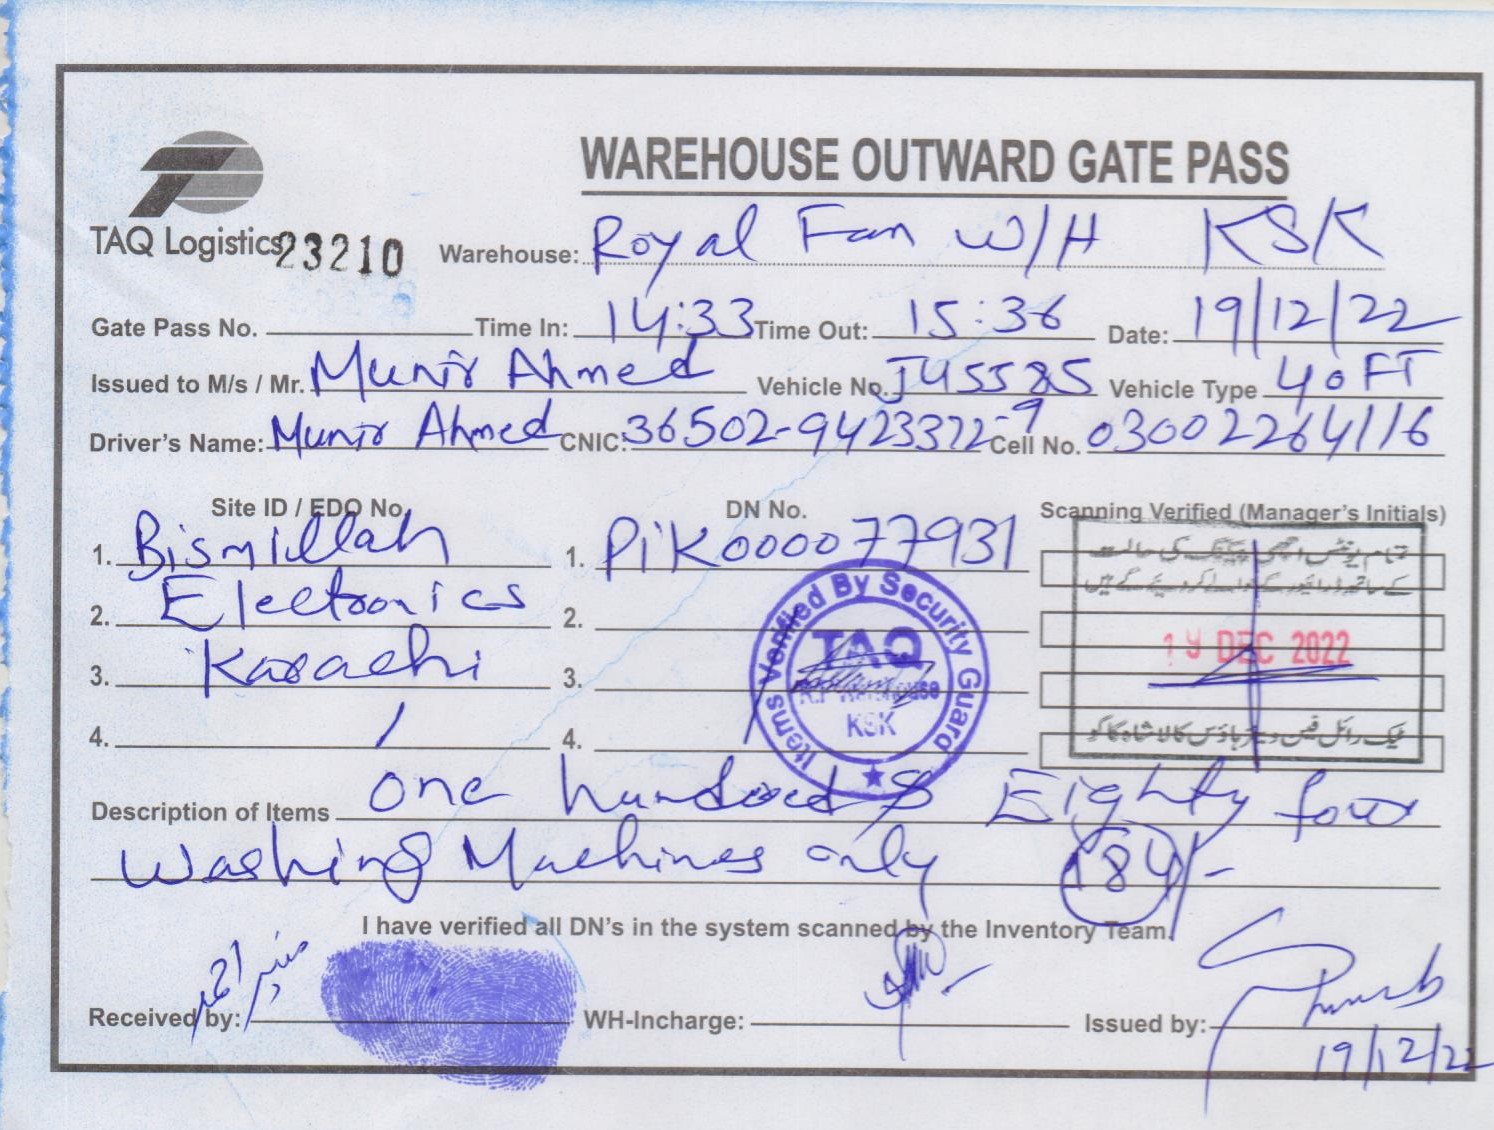 WAREHOUSE OUTWARD GATE PASS
TAQ Logistics 23210
Warehouse: Royal Fan W/H KSK
Gate Pass No. Time In: 14:33 Time Out: 15:36 Date: 19/12/22
Issued to M/s / Mr. Munir Ahmed Vehicle No. JU5585 Vehicle Type 40FT
Driver's Name: Munir Ahmed CNIC: 36502-9423322-9 Cell No. 03002264116
Site ID / EDO No. DN No. Scanning Verified (Manager's Initials)
1. Bismillah 1. PIK000077931
2. Electronics 2.
3. Karachi 3.
4. 4.
تمام یونٹس اچھی پیکنگ کی حالت
کے ساتھ ڈرائیور کے حوالے کر دیئے گئے ہیں
19 DEC 2022
ٹیک رائل فین ویئر ہاؤس کالا شاہ کاکو
Items Verified By Security Guard
TAQ
KSK
Description of Items One hundred & Eighty four
Washing Machines only 184/-
I have verified all DN's in the system scanned by the Inventory Team.
Received by: منیر احمد WH-Incharge: Issued by:
19/12/22